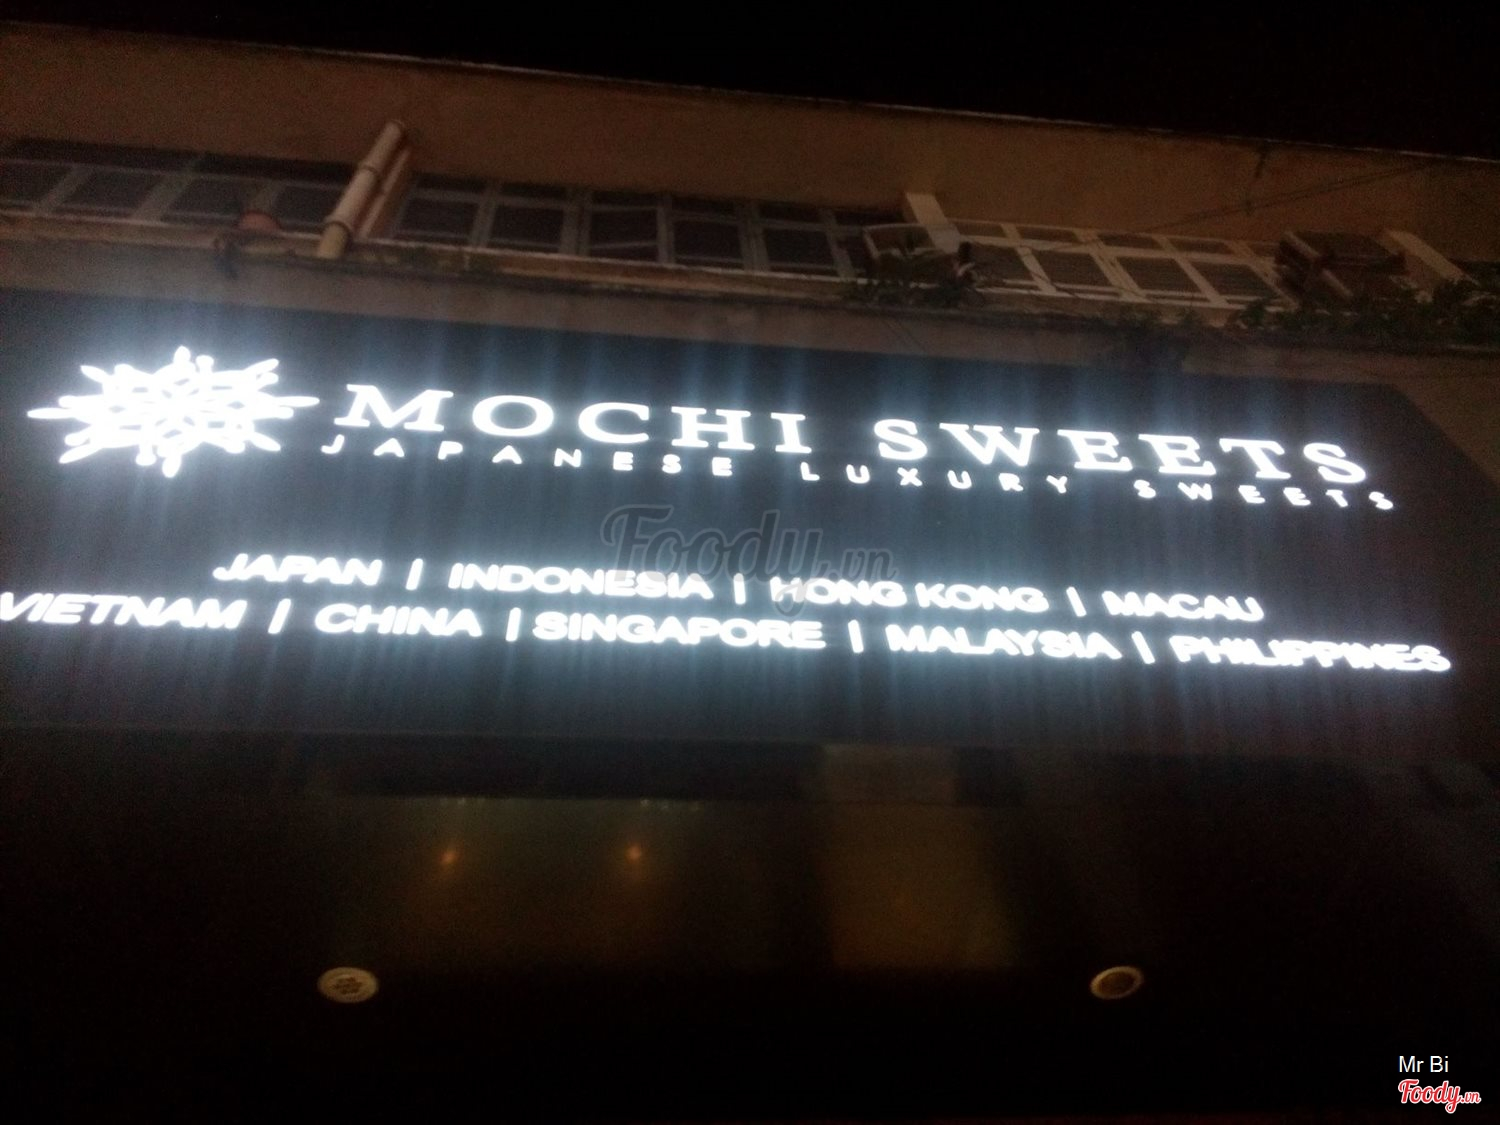 MOCHI SWEETS
JAPANESE LUXURY SWEETS
Foody.vn
JAPAN | INDONESIA | HONG KONG | MACAU
VIETNAM | CHINA | SINGAPORE | MALAYSIA | PHILIPPINES
Mr Bi
Foody.vn